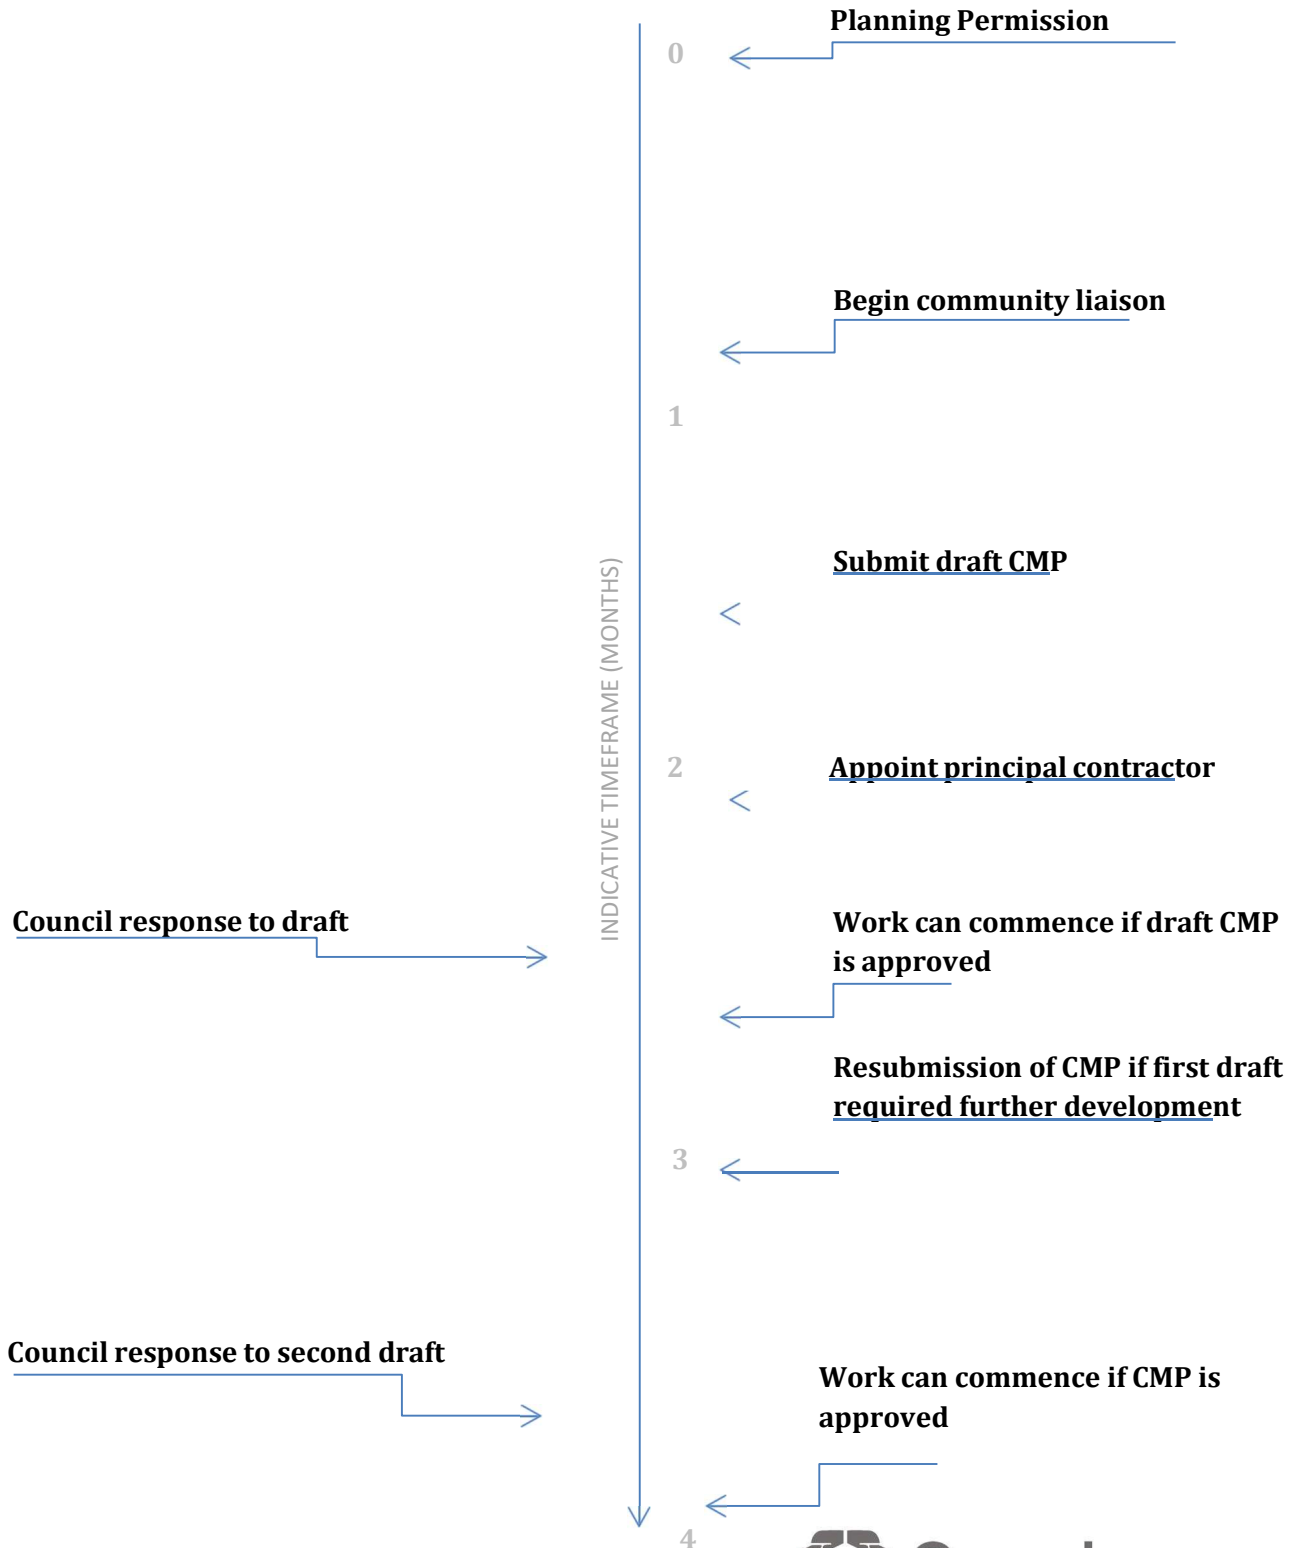 Planning Permission
0
Begin community liaison
1
Submit draft CMP
INDICATIVE TIMEFRAME (MONTHS)
2
Appoint principal contractor
Council response to draft
Work can commence if draft CMP
is approved
Resubmission of CMP if first draft
required further development
3
Council response to second draft
Work can commence if CMP is
approved
4